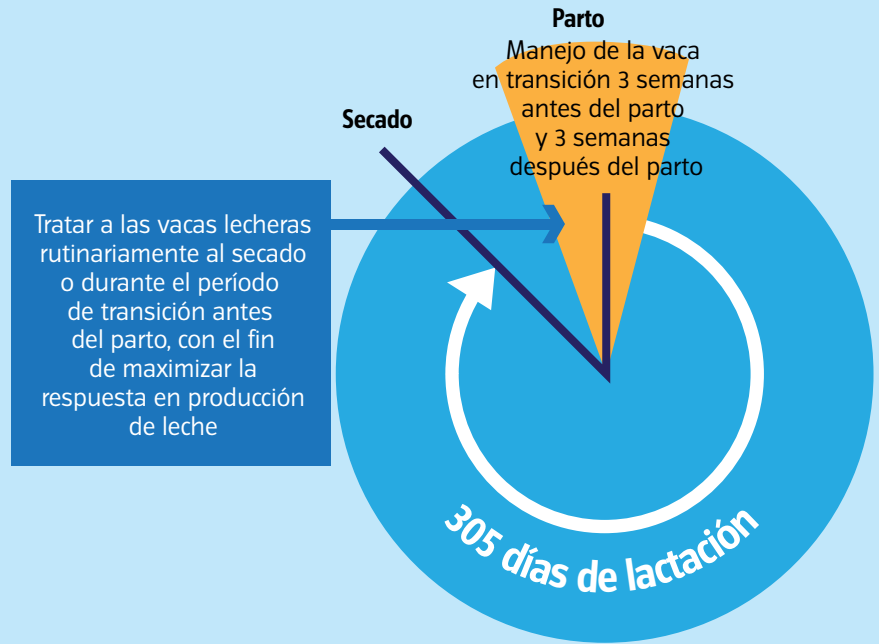 Parto
Manejo de la vaca
en transición 3 semanas
antes del parto
y 3 semanas
después del parto
Secado
Tratar a las vacas lecheras
rutinariamente al secado
o durante el período
de transición antes
del parto, con el fin
de maximizar la
respuesta en producción
de leche
305 días de lactación